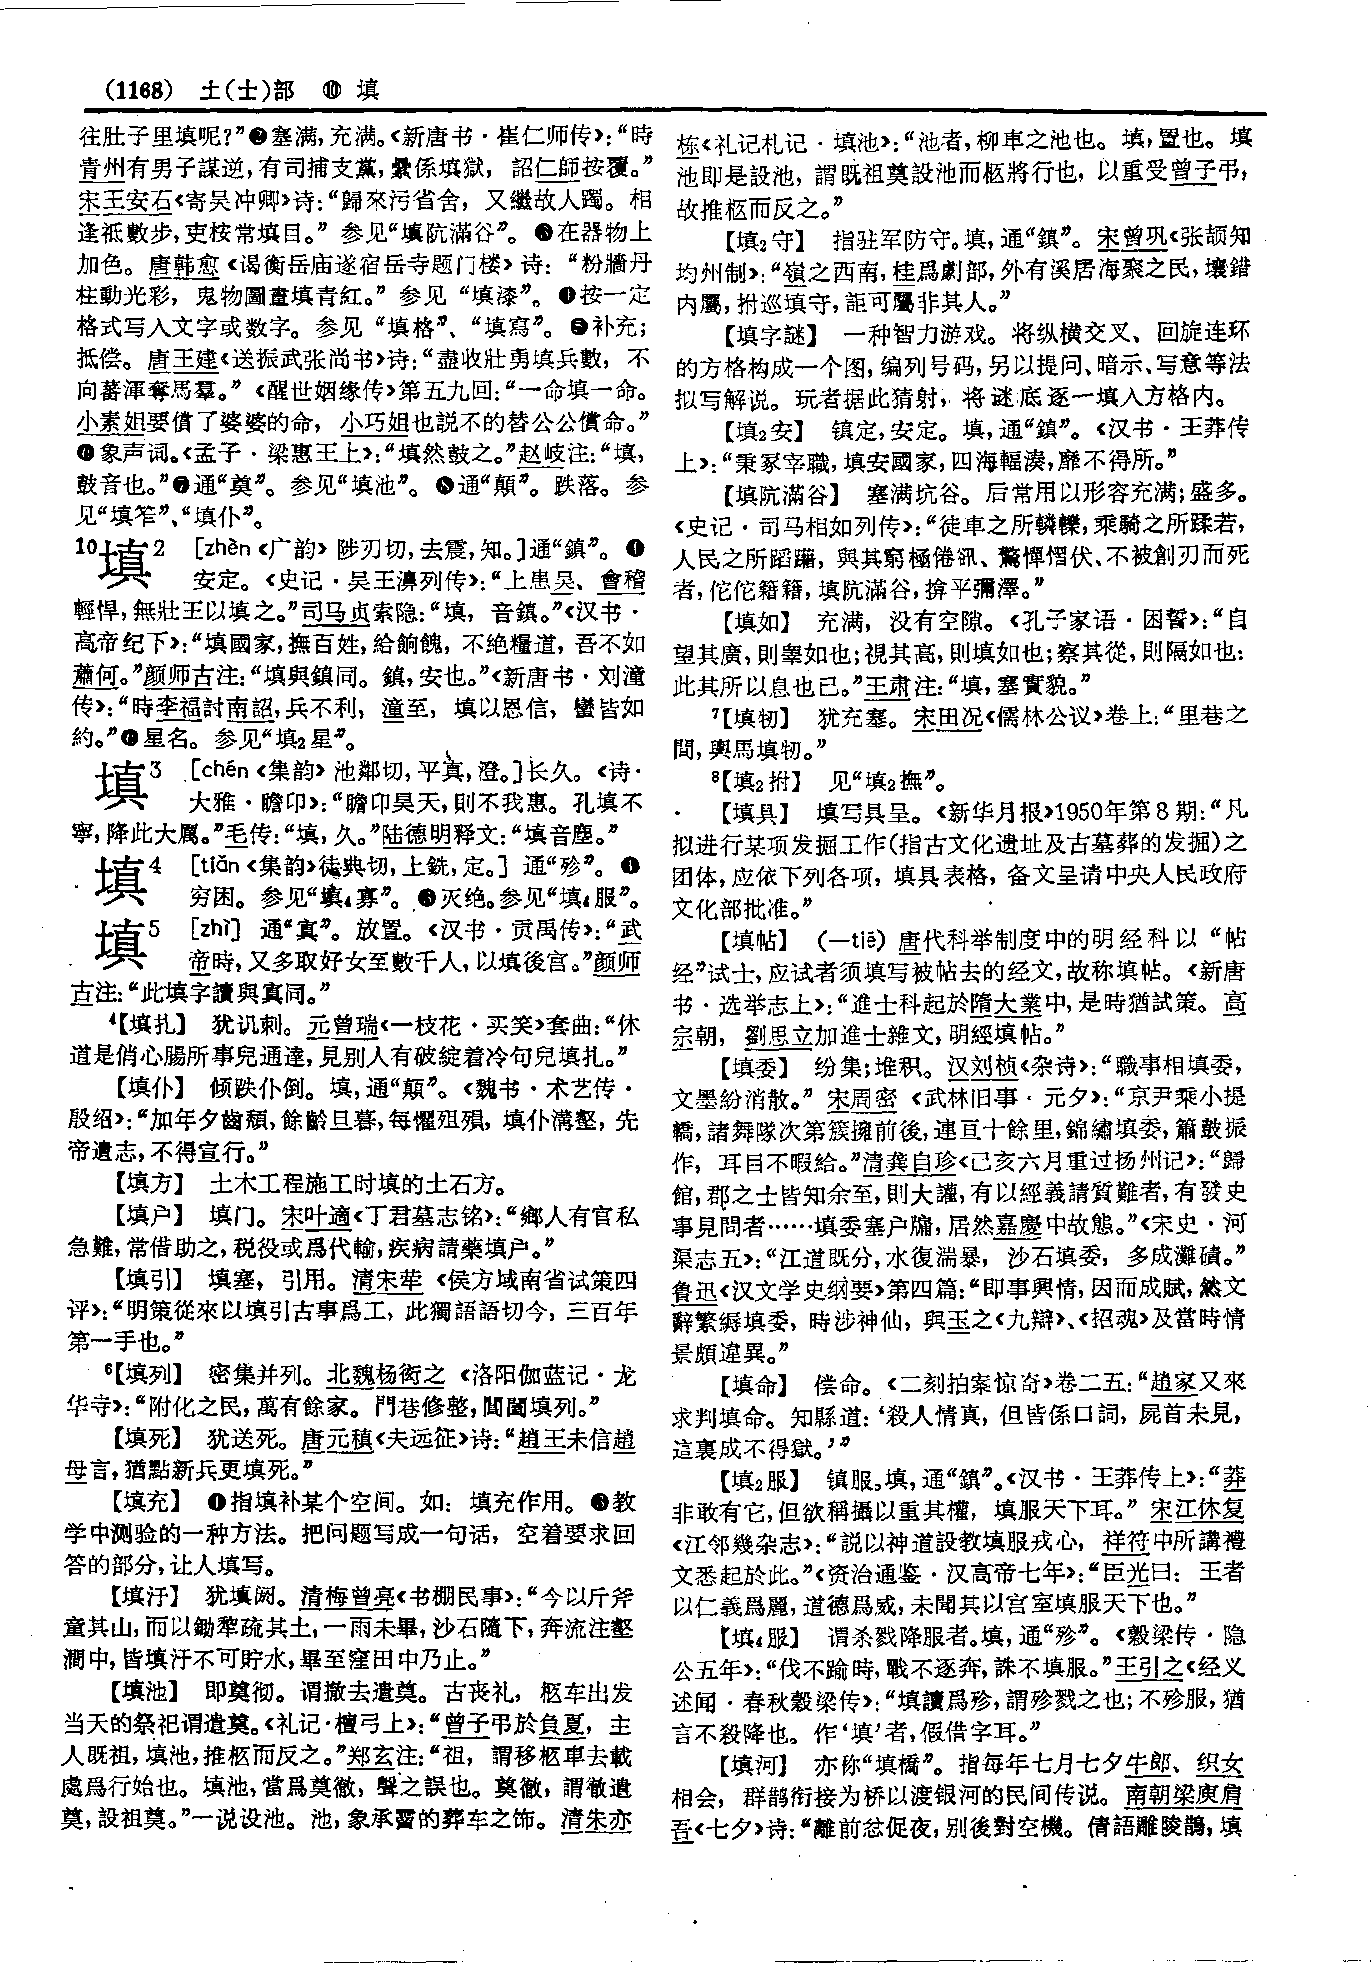 (1168) 土(士)部 ⑩ 填
往肚子里填呢?”❷塞满,充满。《新唐书·崔仁师传》:“時
青州有男子謀逆,有司捕支黨,纍係填獄,詔仁師按覆。”
宋王安石《寄吴冲卿》诗:“歸來污省舍,又繼故人躅。相
逢祗數步,吏桉常填目。”参见“填阬滿谷”。❸在器物上
加色。唐韩愈《谒衡岳庙遂宿岳寺题门楼》诗:“粉牆丹
柱動光彩,鬼物圖畫填青紅。”参见“填漆”。❹按一定
格式写入文字或数字。参见“填格”、“填寫”。❺补充;
抵偿。唐王建《送振武张尚书》诗:“盡收壯勇填兵數,不
向蕃渾奪馬羣。”《醒世姻缘传》第五九回:“一命填一命。
小素姐要償了婆婆的命,小巧姐也説不的替公公償命。”
❻象声词。《孟子·梁惠王上》:“填然鼓之。”赵岐注:“填,
鼓音也。”❼通“奠”。参见“填池”。❽通“顛”。跌落。参
见“填笮”、“填仆”。
10填2 [zhèn《广韵》陟刃切,去震,知。]通“鎮”。❶
安定。《史记·吴王濞列传》:“上患吴、會稽
輕悍,無壯王以填之。”司马贞索隐:“填,音鎮。”《汉书·
高帝纪下》:“填國家,撫百姓,給餉餽,不绝糧道,吾不如
蕭何。”颜师古注:“填與鎮同。鎮,安也。”《新唐书·刘潼
传》:“時李福討南詔,兵不利,潼至,填以恩信,蠻皆如
約。”❷星名。参见“填2星”。
填3 [chén《集韵》池鄰切,平真,澄。]长久。《诗·
大雅·瞻卬》:“瞻卬昊天,則不我惠。孔填不
寧,降此大厲。”毛传:“填,久。”陆德明释文:“填音塵。”
填4 [tiǎn《集韵》徒典切,上銑,定。]通“殄”。❶
穷困。参见“填4寡”。❷灭绝。参见“填4服”。
填5 [zhì] 通“寘”。放置。《汉书·贡禹传》:“武
帝時,又多取好女至數千人,以填後宫。”颜师
古注:“此填字讀與寘同。”
4【填扎】 犹讥刺。元曾瑞《一枝花·买笑》套曲:“休
道是俏心腸所事兒通達,見别人有破綻着冷句兒填扎。”
【填仆】 倾跌仆倒。填,通“顛”。《魏书·术艺传·
殷绍》:“加年夕齒頹,餘齡旦暮,每懼殂殞,填仆溝壑,先
帝遺志,不得宣行。”
【填方】 土木工程施工时填的土石方。
【填户】 填门。宋叶適《丁君墓志铭》:“鄉人有官私
急難,常借助之,税役或爲代輸,疾病請藥填户。”
【填引】 填塞,引用。清宋荦《侯方域南省试策四
评》:“明策從來以填引古事爲工,此獨語語切今,三百年
第一手也。”
6【填列】 密集并列。北魏杨衒之《洛阳伽蓝记·龙
华寺》:“附化之民,萬有餘家。門巷修整,閶闔填列。”
【填死】 犹送死。唐元稹《夫远征》诗:“趙王未信趙
母言,猶點新兵更填死。”
【填充】 ❶指填补某个空间。如:填充作用。❷教
学中测验的一种方法。把问题写成一句话,空着要求回
答的部分,让人填写。
【填汙】 犹填阏。清梅曾亮《书棚民事》:“今以斤斧
童其山,而以鋤犂疏其土,一雨未畢,沙石隨下,奔流注壑
澗中,皆填汙不可貯水,畢至窪田中乃止。”
【填池】 即奠彻。谓撤去遣奠。古丧礼,柩车出发
当天的祭祀谓遣奠。《礼记·檀弓上》:“曾子弔於負夏,主
人既祖,填池,推柩而反之。”郑玄注:“祖,謂移柩車去載
處爲行始也。填池,當爲奠徹,聲之誤也。奠徹,謂徹遣
奠,設祖奠。”一说设池。池,象承霤的葬车之饰。清朱亦
栋《礼记札记·填池》:“池者,柳車之池也。填,置也。填
池即是設池,謂既祖奠設池而柩將行也,以重受曾子弔,
故推柩而反之。”
【填2守】 指驻军防守。填,通“鎮”。宋曾巩《张颉知
均州制》:“嶺之西南,桂爲劇部,外有溪居海聚之民,壤錯
内屬,拊巡填守,詎可屬非其人。”
【填字謎】 一种智力游戏。将纵横交叉、回旋连环
的方格构成一个图,编列号码,另以提问、暗示、写意等法
拟写解说。玩者据此猜射,将谜底逐一填入方格内。
【填2安】 镇定,安定。填,通“鎮”。《汉书·王莽传
上》:“秉冢宰職,填安國家,四海輻湊,靡不得所。”
【填阬滿谷】 塞满坑谷。后常用以形容充满;盛多。
《史记·司马相如列传》:“徒車之所轔轢,乘騎之所蹂若,
人民之所蹈躤,與其窮極倦䘑、驚憚慴伏、不被創刃而死
者,佗佗籍籍,填阬滿谷,揜平彌澤。”
【填如】 充满,没有空隙。《孔子家语·困誓》:“自
望其廣,則睾如也;視其高,則填如也;察其從,則隔如也:
此其所以息也已。”王肃注:“填,塞實貌。”
7【填牣】 犹充塞。宋田况《儒林公议》卷上:“里巷之
間,輿馬填牣。”
8【填2拊】 见“填2撫”。
【填具】 填写具呈。《新华月报》1950年第8期:“凡
拟进行某项发掘工作(指古文化遗址及古墓葬的发掘)之
团体,应依下列各项,填具表格,备文呈请中央人民政府
文化部批准。”
【填帖】 (一tiě) 唐代科举制度中的明经科以“帖
经”试士,应试者须填写被帖去的经文,故称填帖。《新唐
书·选举志上》:“進士科起於隋大業中,是時猶試策。高
宗朝,劉思立加進士雜文,明經填帖。”
【填委】 纷集;堆积。汉刘桢《杂诗》:“職事相填委,
文墨紛消散。”宋周密《武林旧事·元夕》:“京尹乘小提
轎,諸舞隊次第簇擁前後,連亘十餘里,錦繡填委,簫鼓振
作,耳目不暇給。”清龚自珍《己亥六月重过扬州记》:“歸
館,郡之士皆知余至,則大讙,有以經義請質難者,有發史
事見問者……填委塞户牖,居然嘉慶中故態。”《宋史·河
渠志五》:“江道既分,水復湍暴,沙石填委,多成灘磧。”
鲁迅《汉文学史纲要》第四篇:“即事興情,因而成賦,然文
辭繁縟填委,時涉神仙,與玉之《九辯》、《招魂》及當時情
景頗違異。”
【填命】 偿命。《二刻拍案惊奇》卷二五:“趙家又來
求判填命。知縣道:‘殺人情真,但皆係口詞,屍首未見,
這裏成不得獄。’”
【填2服】 镇服。填,通“鎮”。《汉书·王莽传上》:“莽
非敢有它,但欲稱攝以重其權,填服天下耳。”宋江休复
《江邻幾杂志》:“説以神道設教填服戎心,祥符中所講禮
文悉起於此。”《资治通鉴·汉高帝七年》:“臣光曰:王者
以仁義爲麗,道德爲威,未聞其以宫室填服天下也。”
【填4服】 谓杀戮降服者。填,通“殄”。《穀梁传·隐
公五年》:“伐不踰時,戰不逐奔,誅不填服。”王引之《经义
述闻·春秋穀梁传》:“填讀爲殄,謂殄戮之也;不殄服,猶
言不殺降也。作‘填’者,假借字耳。”
【填河】 亦称“填橋”。指每年七月七夕牛郎、织女
相会,群鹊衔接为桥以渡银河的民间传说。南朝梁庾肩
吾《七夕》诗:“離前忿促夜,别後對空機。倩語雕陵鵲,填